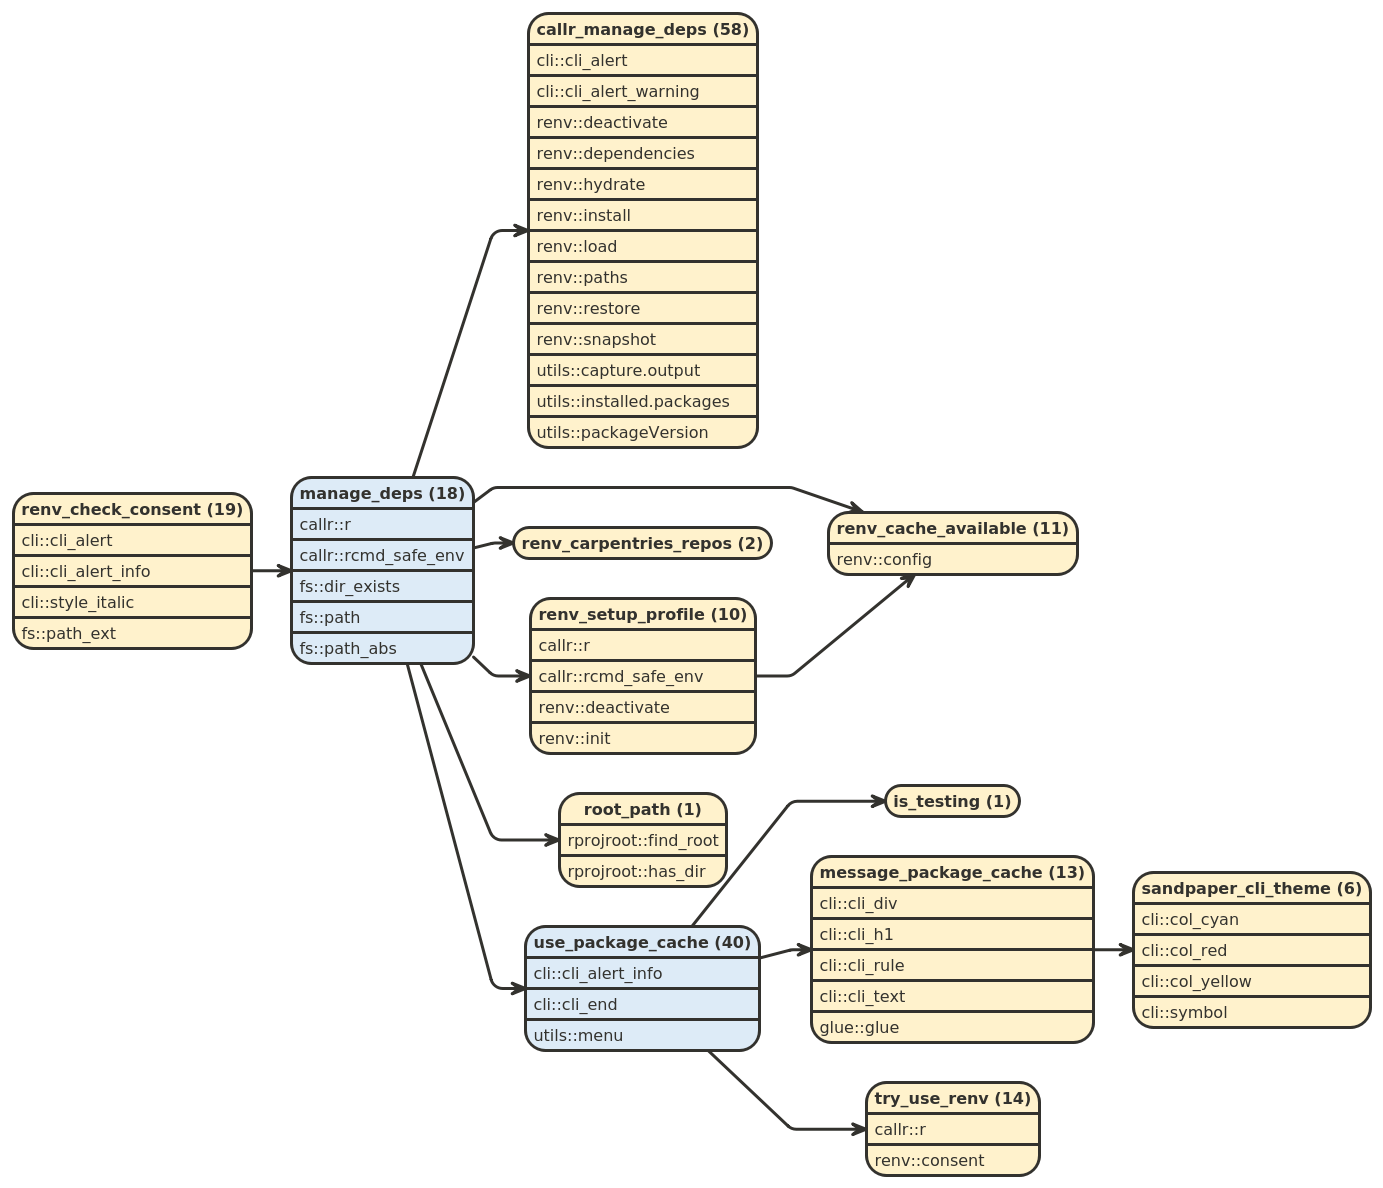 callr_manage_deps (58)
cli::cli_alert
cli::cli_alert_warning
renv::deactivate
renv::dependencies
renv::hydrate
renv::install
renv::load
renv::paths
renv::restore
renv::snapshot
utils::capture.output
utils::installed.packages
utils::packageVersion
renv_check_consent (19)
cli::cli_alert
cli::cli_alert_info
cli::style_italic
fs::path_ext
manage_deps (18)
callr::r
callr::rcmd_safe_env
fs::dir_exists
fs::path
fs::path_abs
renv_carpentries_repos (2)
renv_cache_available (11)
renv::config
renv_setup_profile (10)
callr::r
callr::rcmd_safe_env
renv::deactivate
renv::init
root_path (1)
rprojroot::find_root
rprojroot::has_dir
is_testing (1)
use_package_cache (40)
cli::cli_alert_info
cli::cli_end
utils::menu
message_package_cache (13)
cli::cli_div
cli::cli_h1
cli::cli_rule
cli::cli_text
glue::glue
sandpaper_cli_theme (6)
cli::col_cyan
cli::col_red
cli::col_yellow
cli::symbol
try_use_renv (14)
callr::r
renv::consent